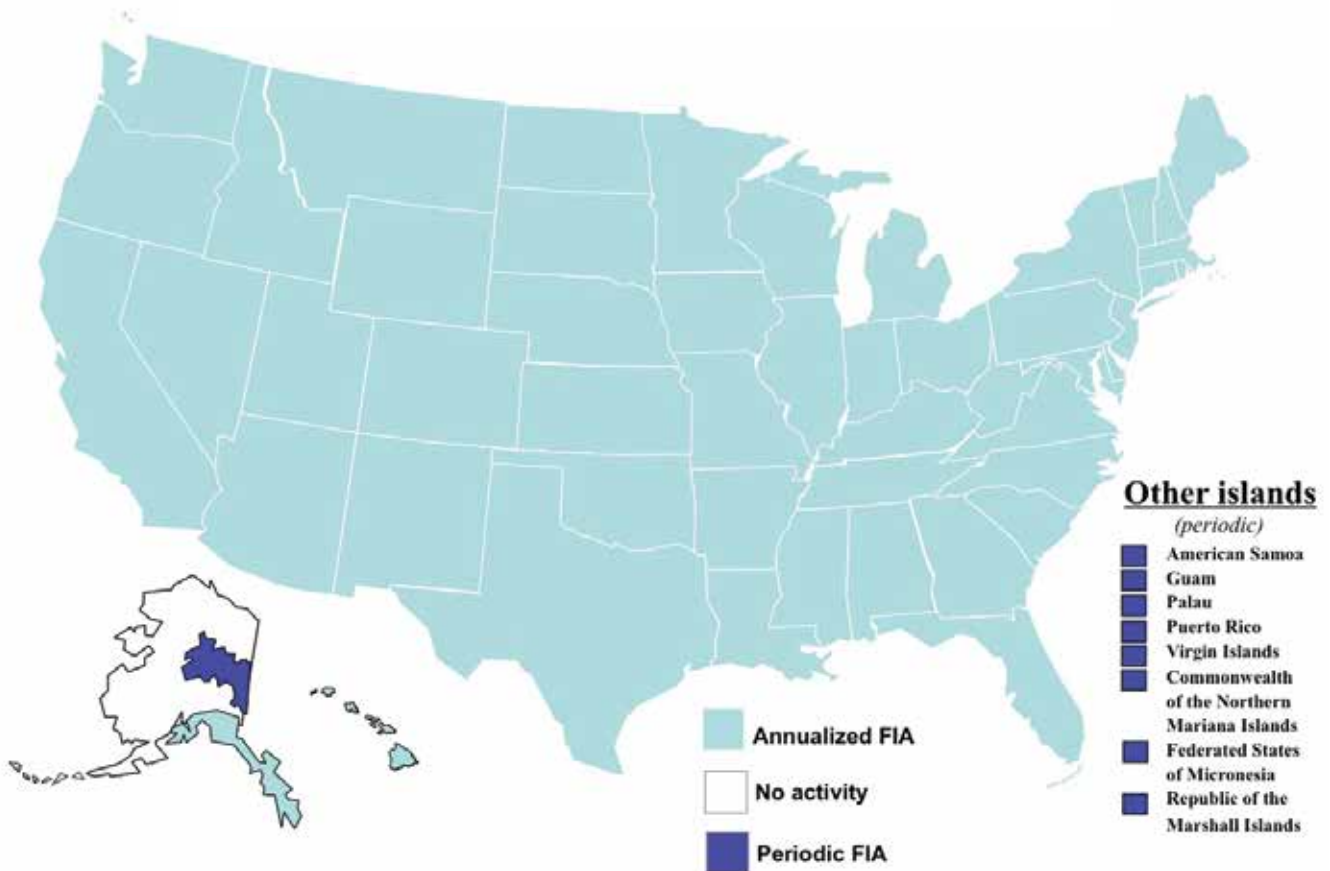 Other islands
(periodic)
American Samoa
Guam
Palau
Puerto Rico
Virgin Islands
Commonwealth
of the Northern
Mariana Islands
Federated States
of Micronesia
Republic of the
Marshall Islands
Annualized FIA
No activity
Periodic FIA